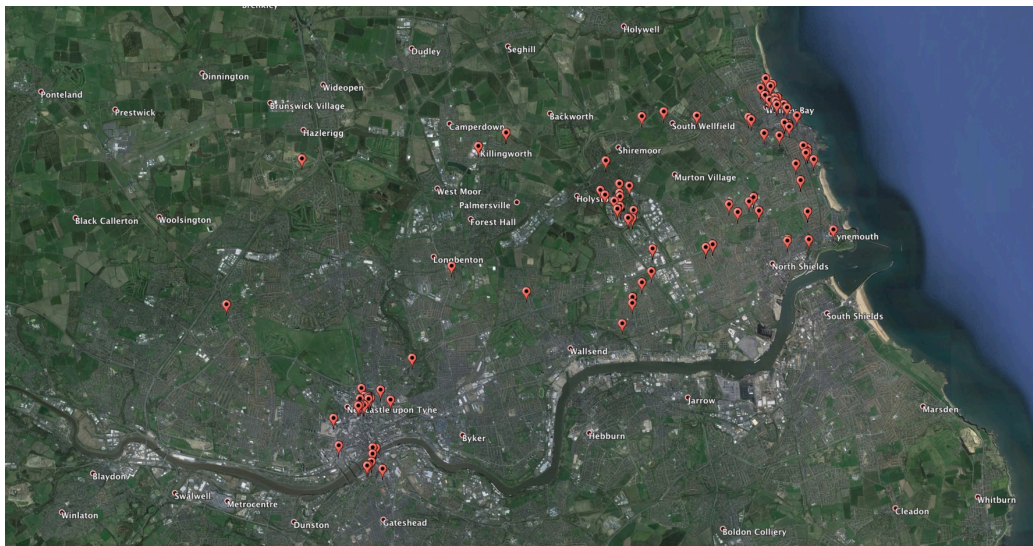 Holywell
Dudley
Seghill
Dinnington
Wideopen
Ponteland
Brunswick Village
Prestwick
Backworth
Camperdown
South Wellfield
Hazlerigg
Shiremoor
Killingworth
Murton Village
West Moor
Palmersville
Black Callerton
Woolsington
Forest Hall
ynemouth
Longbenton
North Shields
South Shields
Wallsend
Jarrow
Marsden
Byker
Hebburn
Blaydon
Swalwell
Metrocentre
Whitburn
Winlaton
Dunston
Gateshead
Cleadon
Boldon Colliery